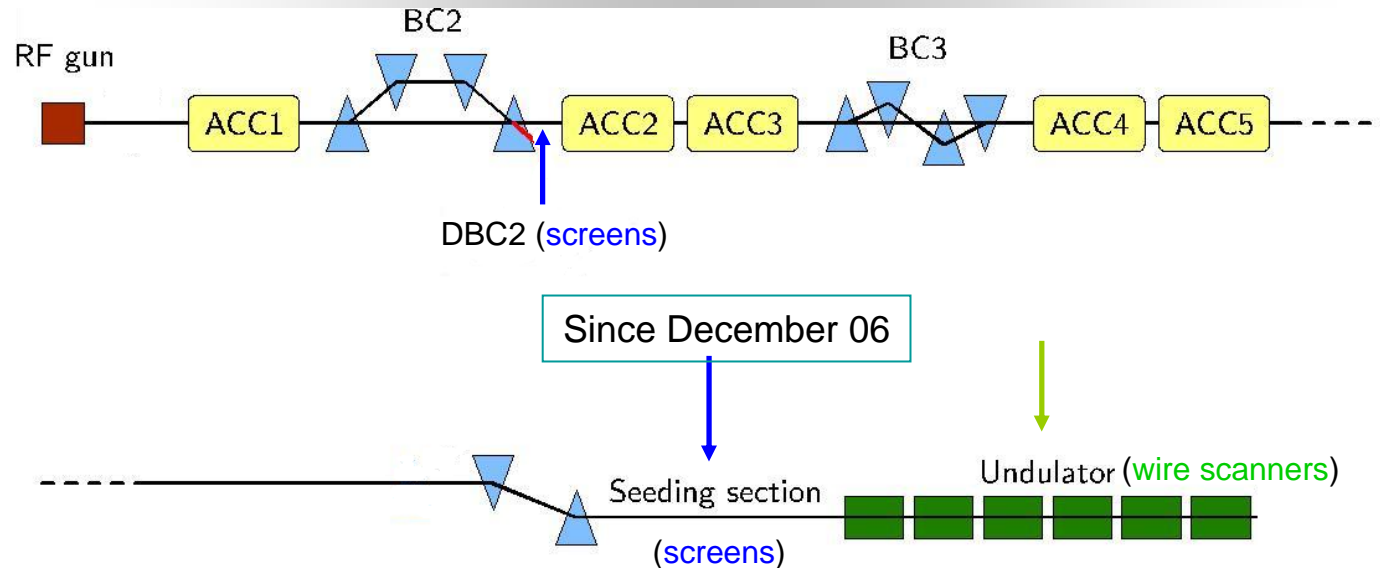 BC2
RF gun
BC3
ACC1
ACC2
ACC3
ACC4
ACC5
DBC2 (screens)
Since December 06
Undulator (wire scanners)
Seeding section
(screens)